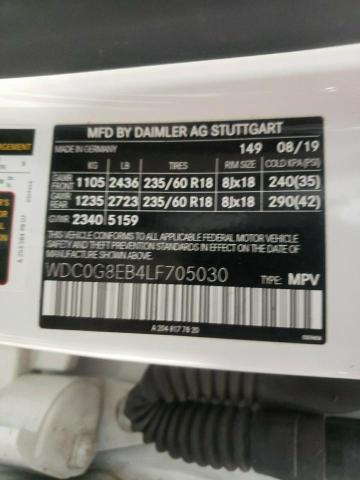 MFD BY DAIMLER AG STUTTGART
MADE IN GERMANY 149 08/19
KG LB TIRES RIM SIZE COLD KPA (PSI)
GAWR FRONT 1105 2436 235/60 R18 8Jx18 240(35)
GAWR REAR 1235 2723 235/60 R18 8Jx18 290(42)
GVWR 2340 5159
THIS VEHICLE CONFORMS TO ALL APPLICABLE FEDERAL MOTOR VEHICLE
SAFETY BUMPER AND THEFT PREVENTION STANDARDS IN EFFECT
ON THE DATE OF MANUFACTURE SHOWN ABOVE.
WDC0G8EB4LF705030 TYPE: MPV
A 204 817 78 20